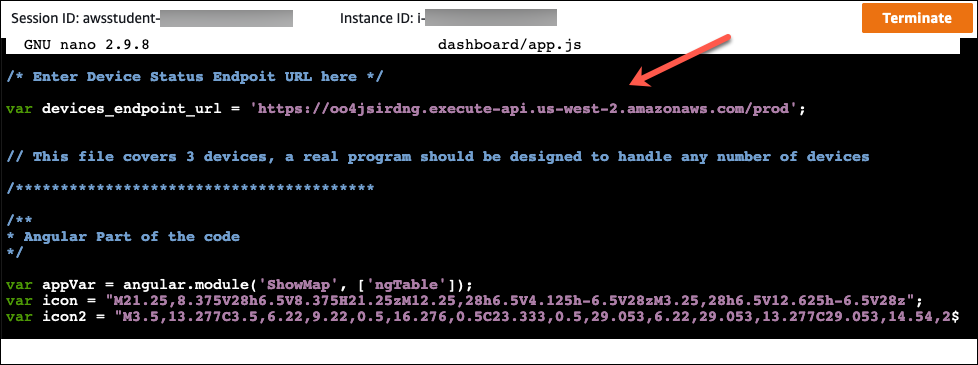 Session ID: awsstudent-
Instance ID: i-
Terminate
GNU nano 2.9.8
dashboard/app.js
/* Enter Device Status Endpoit URL here */
var devices_endpoint_url = 'https://oo4jsirdng.execute-api.us-west-2.amazonaws.com/prod';
// This file covers 3 devices, a real program should be designed to handle any number of devices
/****************************************
/**
* Angular Part of the code
*/
var appVar = angular.module('ShowMap', ['ngTable']);
var icon = "M21.25,8.375V28h6.5V8.375H21.25zM12.25,28h6.5V4.125h-6.5V28zM3.25,28h6.5V12.625h-6.5V28z";
var icon2 = "M3.5,13.277C3.5,6.22,9.22,0.5,16.276,0.5C23.333,0.5,29.053,6.22,29.053,13.277C29.053,14.54,2$